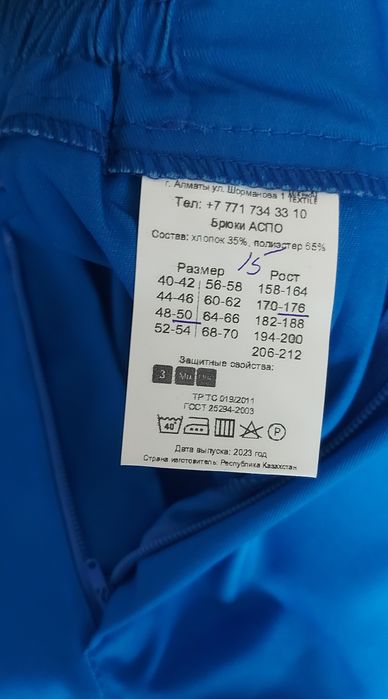 г. Алматы ул. Шорманова 1
TEXTILE
Тел: +7 771 734 33 10
Брюки АСПО
Состав: хлопок 35%, полиэстер 65%
15
Размер Рост
40-42 56-58 158-164
44-46 60-62 170-176
48-50 64-66 182-188
52-54 68-70 194-200
206-212
Защитные свойства:
З Ми
ТР ТС 019/2011
ГОСТ 25294-2003
40° P
Дата выпуска: 2023 год
Страна изготовитель: Республика Казахстан